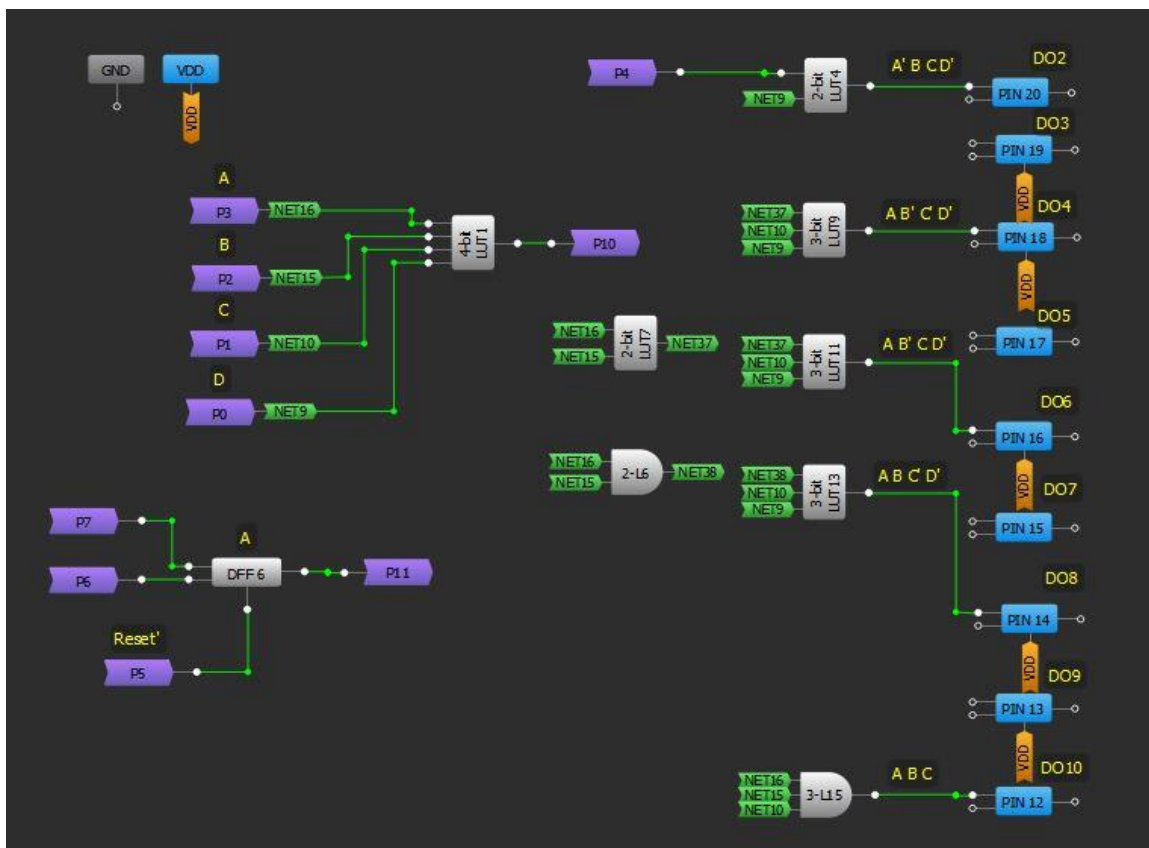 GND
VDD
VDD
P4
NET9
2-bit LUT4
A' B C D'
DO2
PIN 20
DO3
PIN 19
VDD
A
P3
NET16
B
P2
NET15
C
P1
NET10
D
P0
NET9
4-bit LUT1
P10
NET37
NET10
NET9
3-bit LUT9
A B' C' D'
DO4
PIN 18
VDD
NET16
NET15
2-bit LUT7
NET37
NET37
NET10
NET9
3-bit LUT11
A B' C D'
DO5
PIN 17
DO6
PIN 16
VDD
NET16
NET15
2-L6
NET38
NET38
NET10
NET9
3-bit LUT13
A B C' D'
DO7
PIN 15
P7
P6
A
DFF 6
P11
Reset'
P5
DO8
PIN 14
VDD
DO9
PIN 13
VDD
NET16
NET15
NET10
3-L15
A B C
DO10
PIN 12